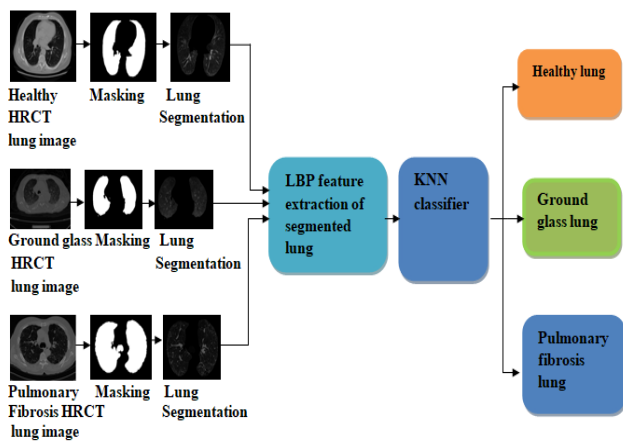 Healthy
HRCT
lung image
Masking
Lung
Segmentation
Ground glass
HRCT
lung image
Masking
Lung
Segmentation
Pulmonary
Fibrosis HRCT
lung image
Masking
Lung
Segmentation
LBP feature
extraction of
segmented
lung
KNN
classifier
Healthy lung
Ground
glass lung
Pulmonary
fibrosis
lung